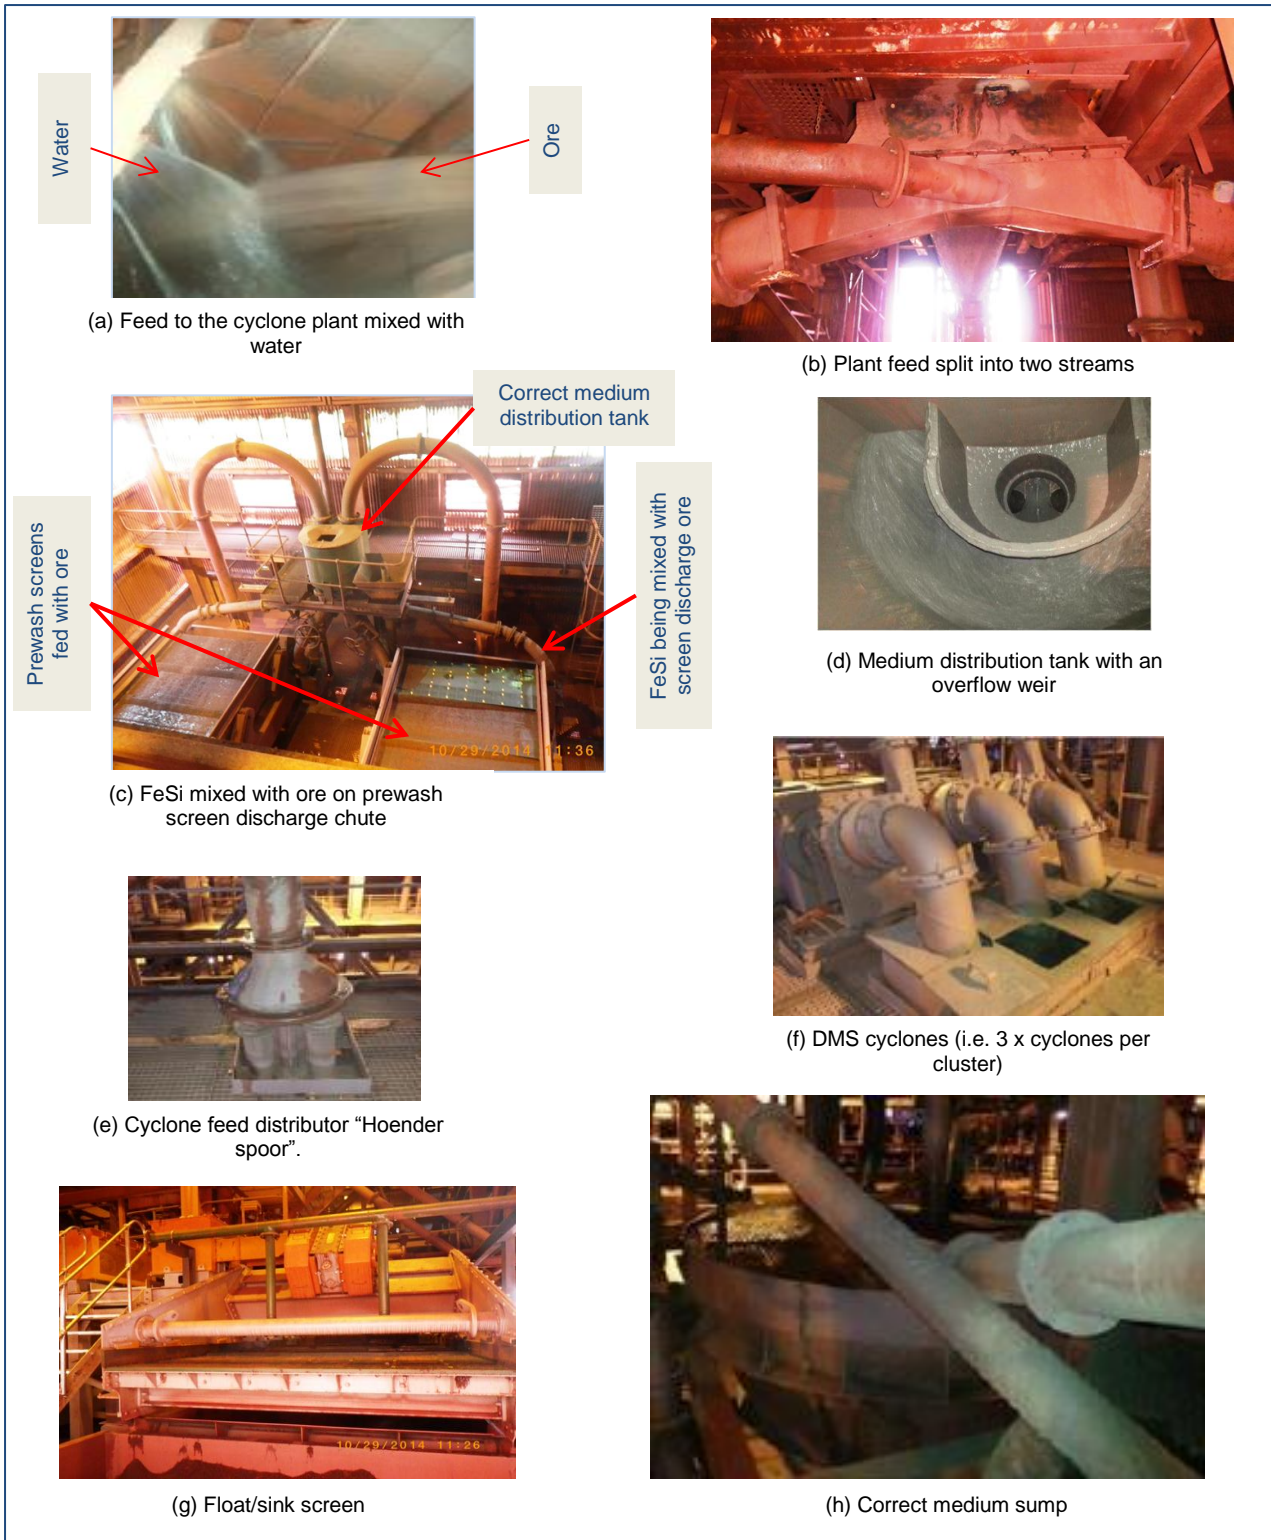 Water
Ore
(a) Feed to the cyclone plant mixed with
water
(b) Plant feed split into two streams
Correct medium
distribution tank
Prewash screens
fed with ore
FeSi being mixed with
screen discharge ore
10/29/2014 11:36
(c) FeSi mixed with ore on prewash
screen discharge chute
(d) Medium distribution tank with an
overflow weir
(e) Cyclone feed distributor “Hoender
spoor”.
(f) DMS cyclones (i.e. 3 x cyclones per
cluster)
10/29/2014 11:26
(g) Float/sink screen
(h) Correct medium sump